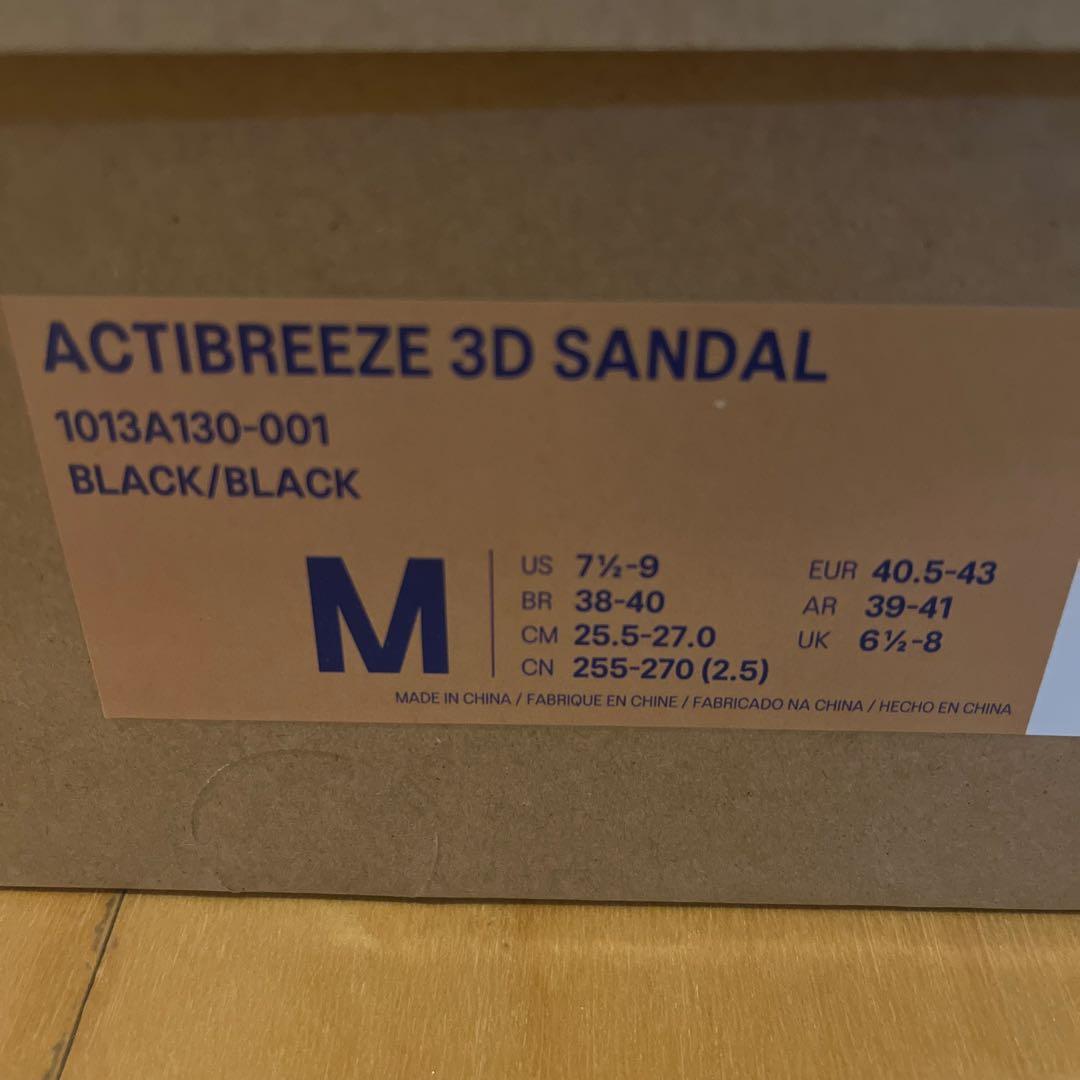 ACTIBREEZE 3D SANDAL
1013A130-001
BLACK/BLACK
M
US 7½-9
BR 38-40
CM 25.5-27.0
CN 255-270 (2.5)
EUR 40.5-43
AR 39-41
UK 6½-8
MADE IN CHINA / FABRIQUE EN CHINE / FABRICADO NA CHINA / HECHO EN CHINA